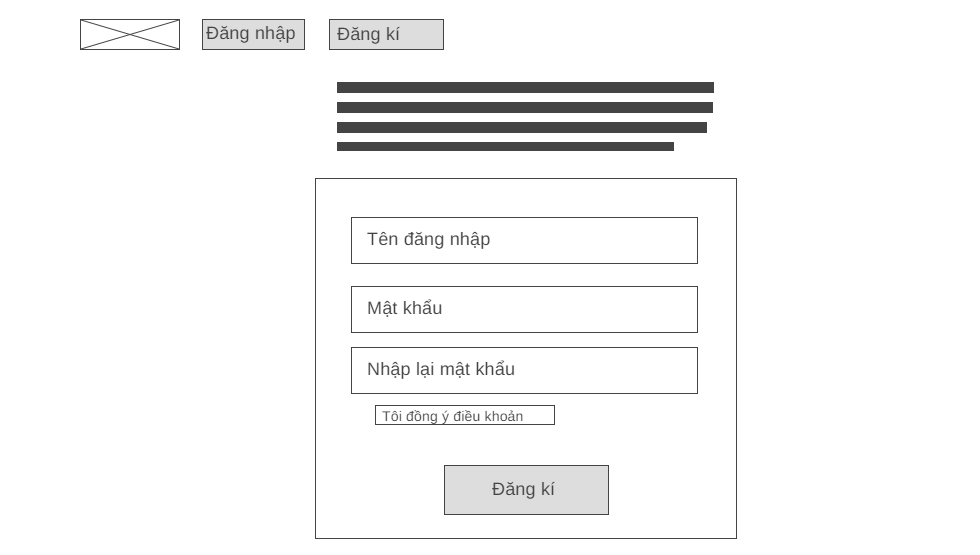 Đăng nhập
Đăng kí
Tên đăng nhập
Mật khẩu
Nhập lại mật khẩu
Tôi đồng ý điều khoản
Đăng kí